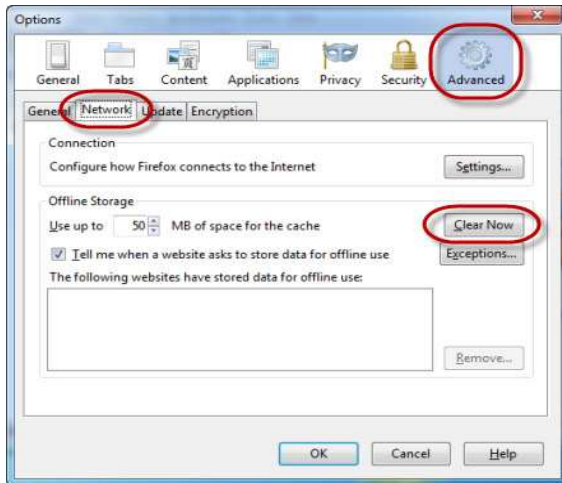 Options
General Tabs Content Applications Privacy Security Advanced
General Network Update Encryption
Connection
Configure how Firefox connects to the Internet Settings...
Offline Storage
Use up to 50 MB of space for the cache Clear Now
Tell me when a website asks to store data for offline use Exceptions...
The following websites have stored data for offline use:
Remove...
OK Cancel Help